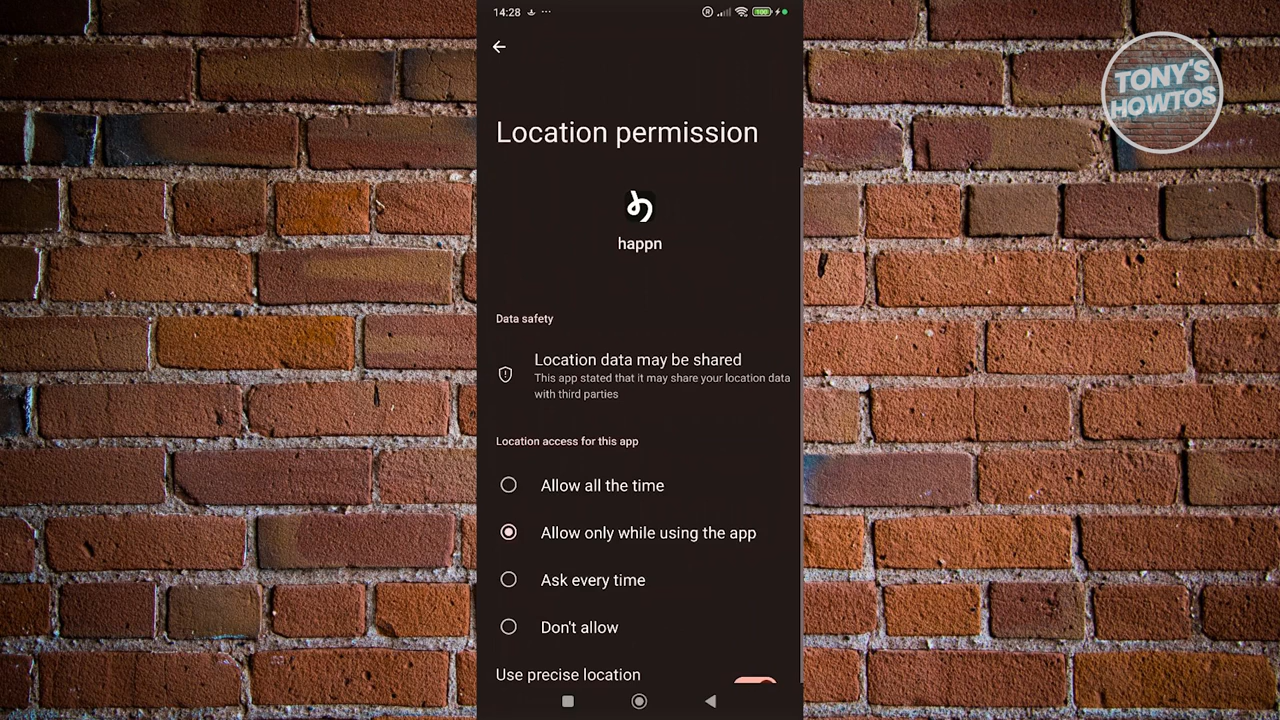 14:28
100
Location permission
happn
Data safety
Location data may be shared
This app stated that it may share your location data
with third parties
Location access for this app
Allow all the time
Allow only while using the app
Ask every time
Don't allow
Use precise location
TONY'S
HOWTOS